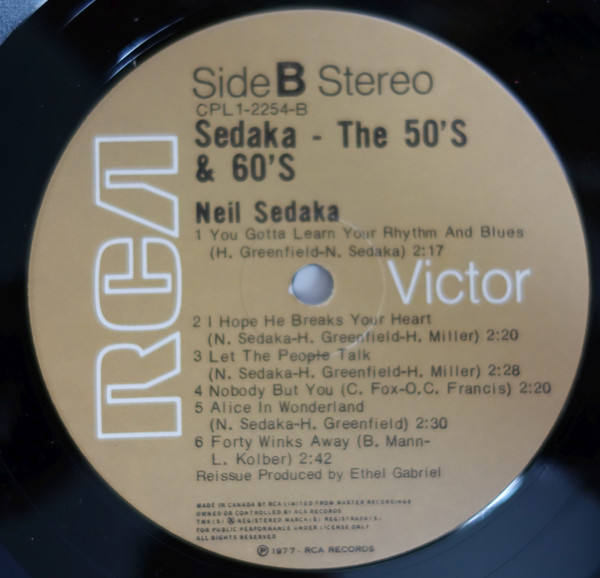 Side B Stereo
CPL1-2254-B
Sedaka - The 50'S
& 60'S
Neil Sedaka
1 You Gotta Learn Your Rhythm And Blues
(H. Greenfield-N. Sedaka) 2:17
RCA
Victor
2 I Hope He Breaks Your Heart
(N. Sedaka-H. Greenfield-H. Miller) 2:20
3 Let The People Talk
(N. Sedaka-H. Greenfield-H. Miller) 2:28
4 Nobody But You (C. Fox-O.C. Francis) 2:20
5 Alice In Wonderland
(N. Sedaka-H. Greenfield) 2:30
6 Forty Winks Away (B. Mann-
L. Kolber) 2:42
Reissue Produced by Ethel Gabriel
MADE IN CANADA BY RCA LIMITED FROM MASTER RECORDINGS
OWNED OR CONTROLLED BY RCA RECORDS
TMK(S) ® REGISTERED MARCA(S) REGISTRADA(S)
FOR PUBLIC PERFORMANCE UNDER LICENSE ONLY
ALL RIGHTS RESERVED
℗ 1977 - RCA RECORDS